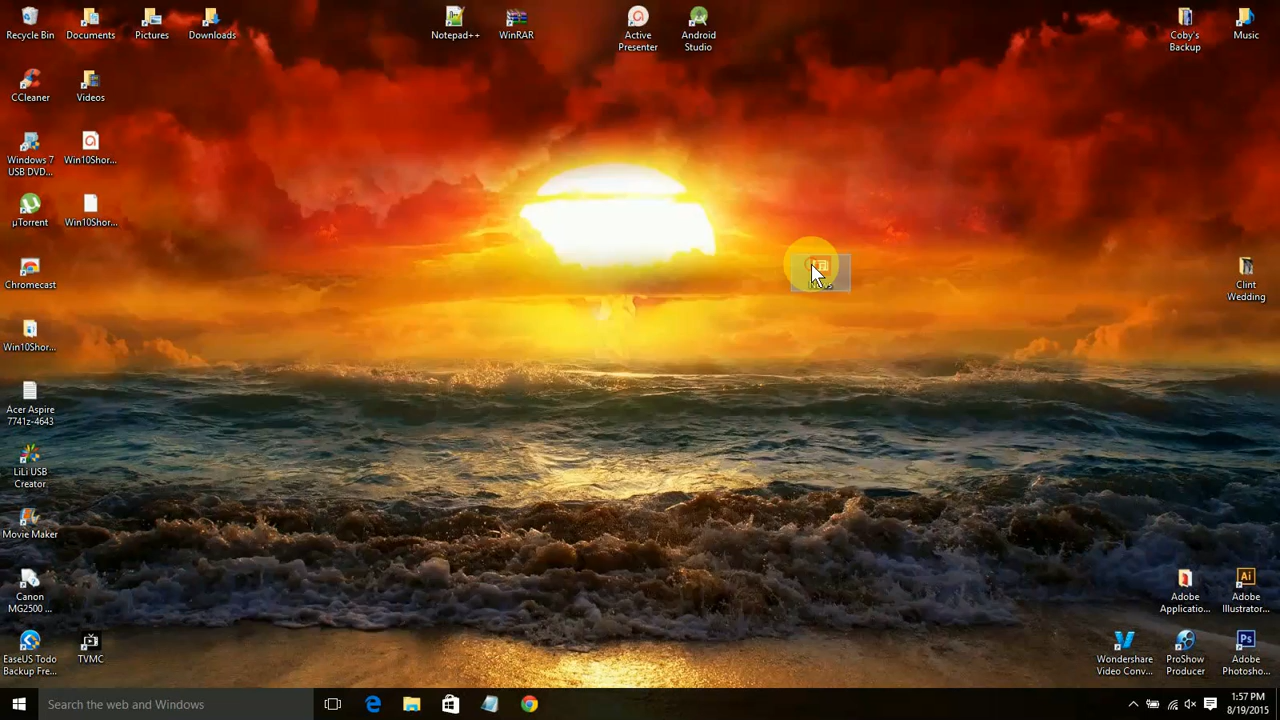 Recycle Bin
Documents
Pictures
Downloads
Notepad++
WinRAR
Active
Presenter
Android
Studio
Coby's
Backup
Music
CCleaner
Videos
Windows 7
USB DVD...
Win10Shor...
µTorrent
Win10Shor...
Chromecast
News
Clint
Wedding
Win10Shor...
Acer Aspire
7741z-4643
LiLi USB
Creator
Movie Maker
Canon
MG2500 ...
Adobe
Applicatio...
Ai
Adobe
Illustrator...
EaseUS Todo
Backup Fre...
TVMC
Wondershare
Video Conv...
ProShow
Producer
Ps
Adobe
Photosho...
Search the web and Windows
1:57 PM
8/19/2015